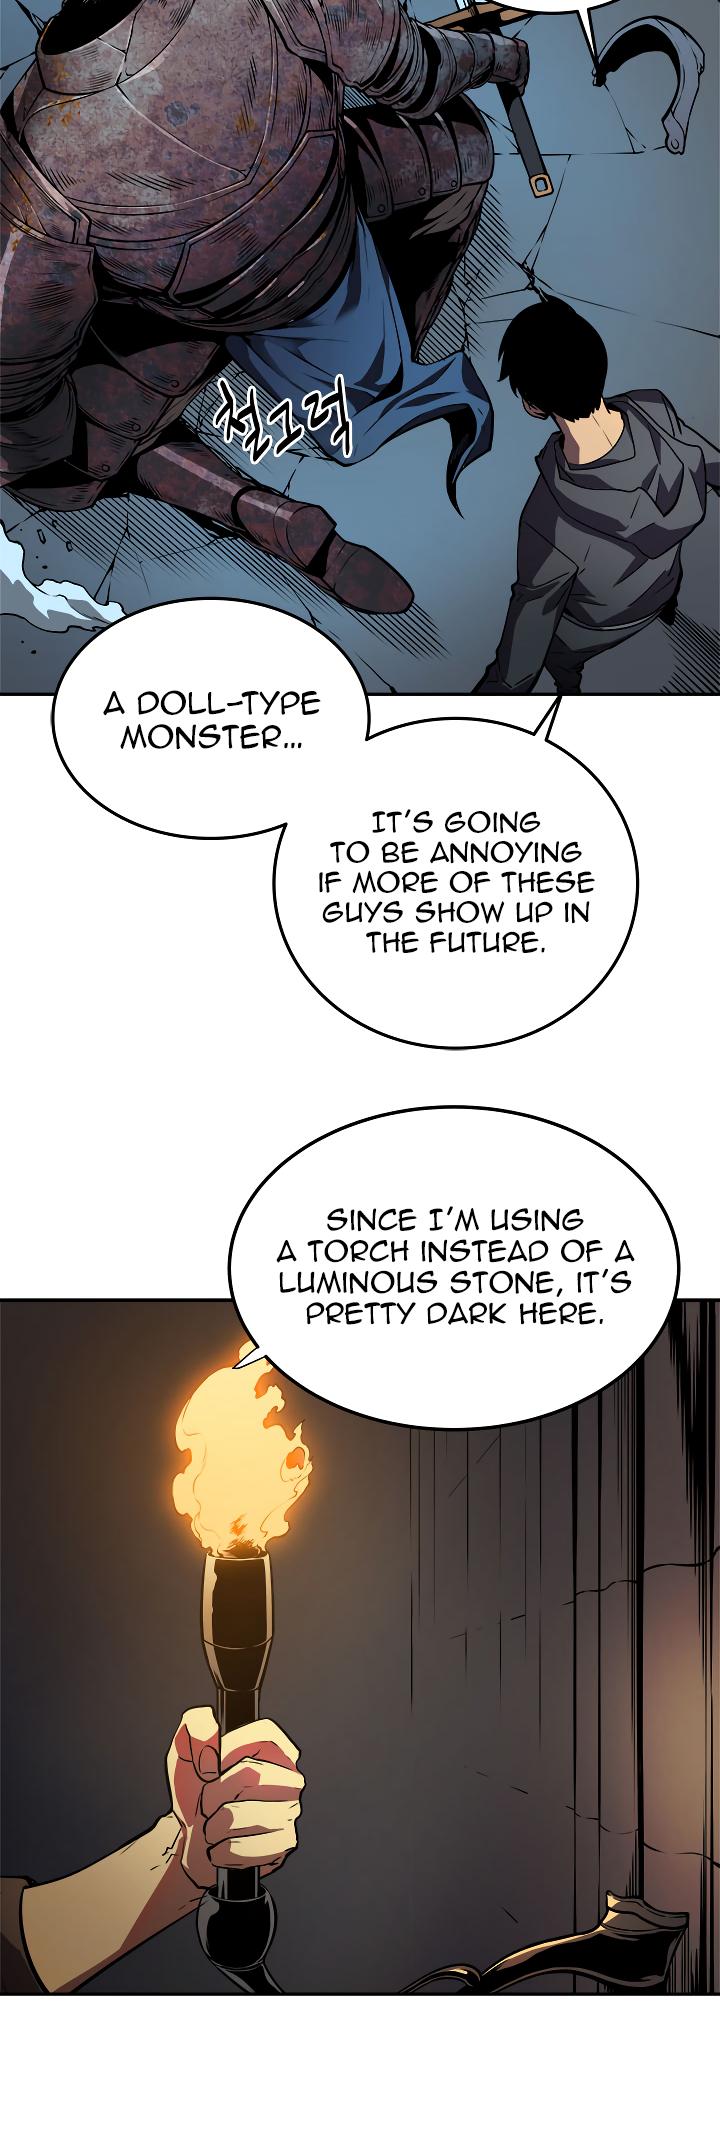 철그럭
A DOLL-TYPE
MONSTER...
IT'S GOING
TO BE ANNOYING
IF MORE OF THESE
GUYS SHOW UP IN
THE FUTURE.
SINCE I'M USING
A TORCH INSTEAD OF A
LUMINOUS STONE, IT'S
PRETTY DARK HERE.